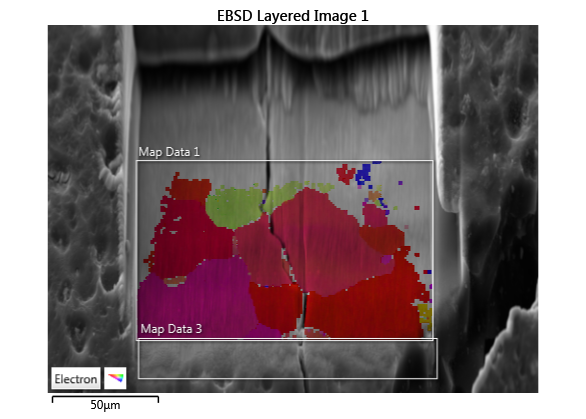 EBSD Layered Image 1
Map Data 1
Map Data 3
Electron
50µm